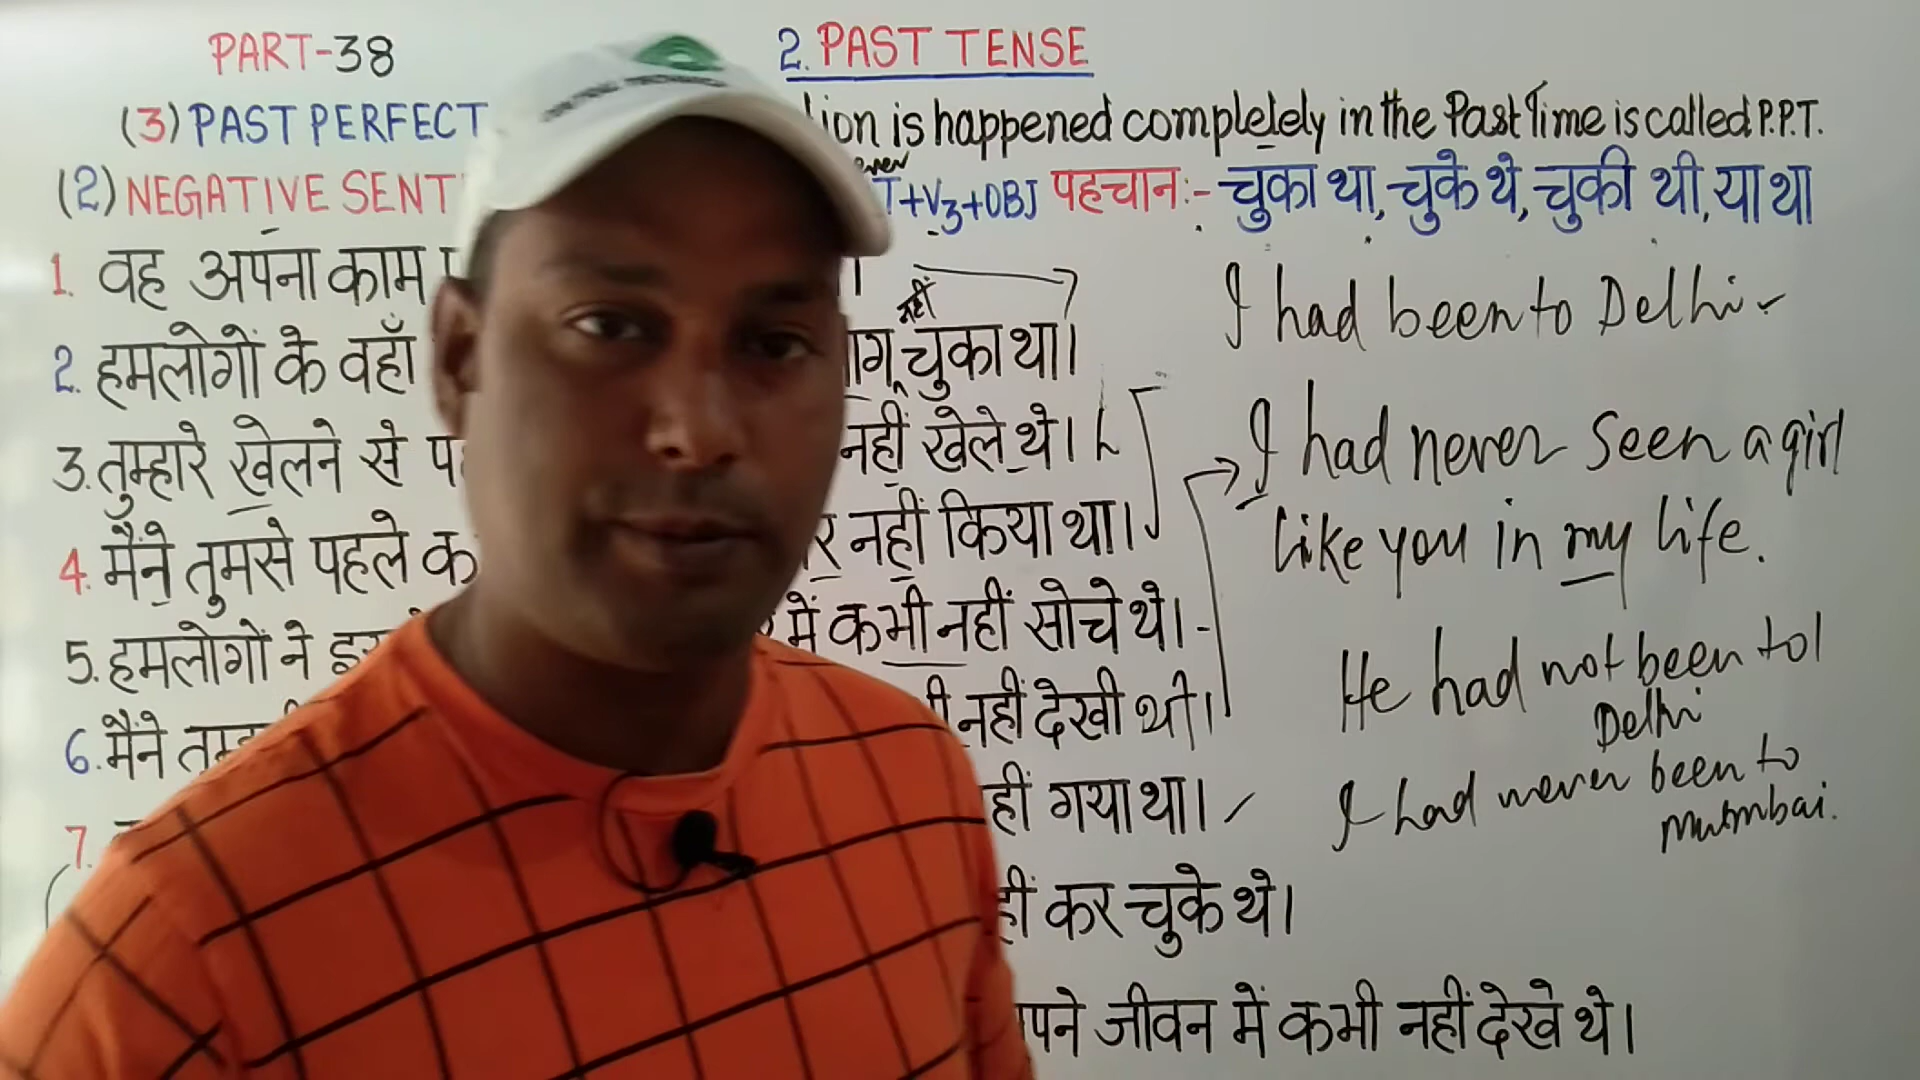 PART-38
2. PAST TENSE
(3) PAST PERFECT ion is happened completely in the Past Time is called P.P.T.
never
(2) NEGATIVE SENT T+V3+OBJ पहचान:- चुका था, चुके थे, चुकी थी, या था
1. वह अपना काम
2. हमलोगों के वहाँ चुका था।
नहीं
3. तुम्हारे खेलने से नहीं खेले थे।
4. मैंने तुमसे पहले नहीं किया था।
5. हमलोगों ने में कभी नहीं सोचे थे।
6. मैंने नहीं देखी थी।
7. गया था।
कर चुके थे।
जीवन में कभी नहीं देखे थे।
I had been to Delhi
I had never seen a girl
like you in my life.
He had not been to
Delhi
I had never been to
Mumbai.